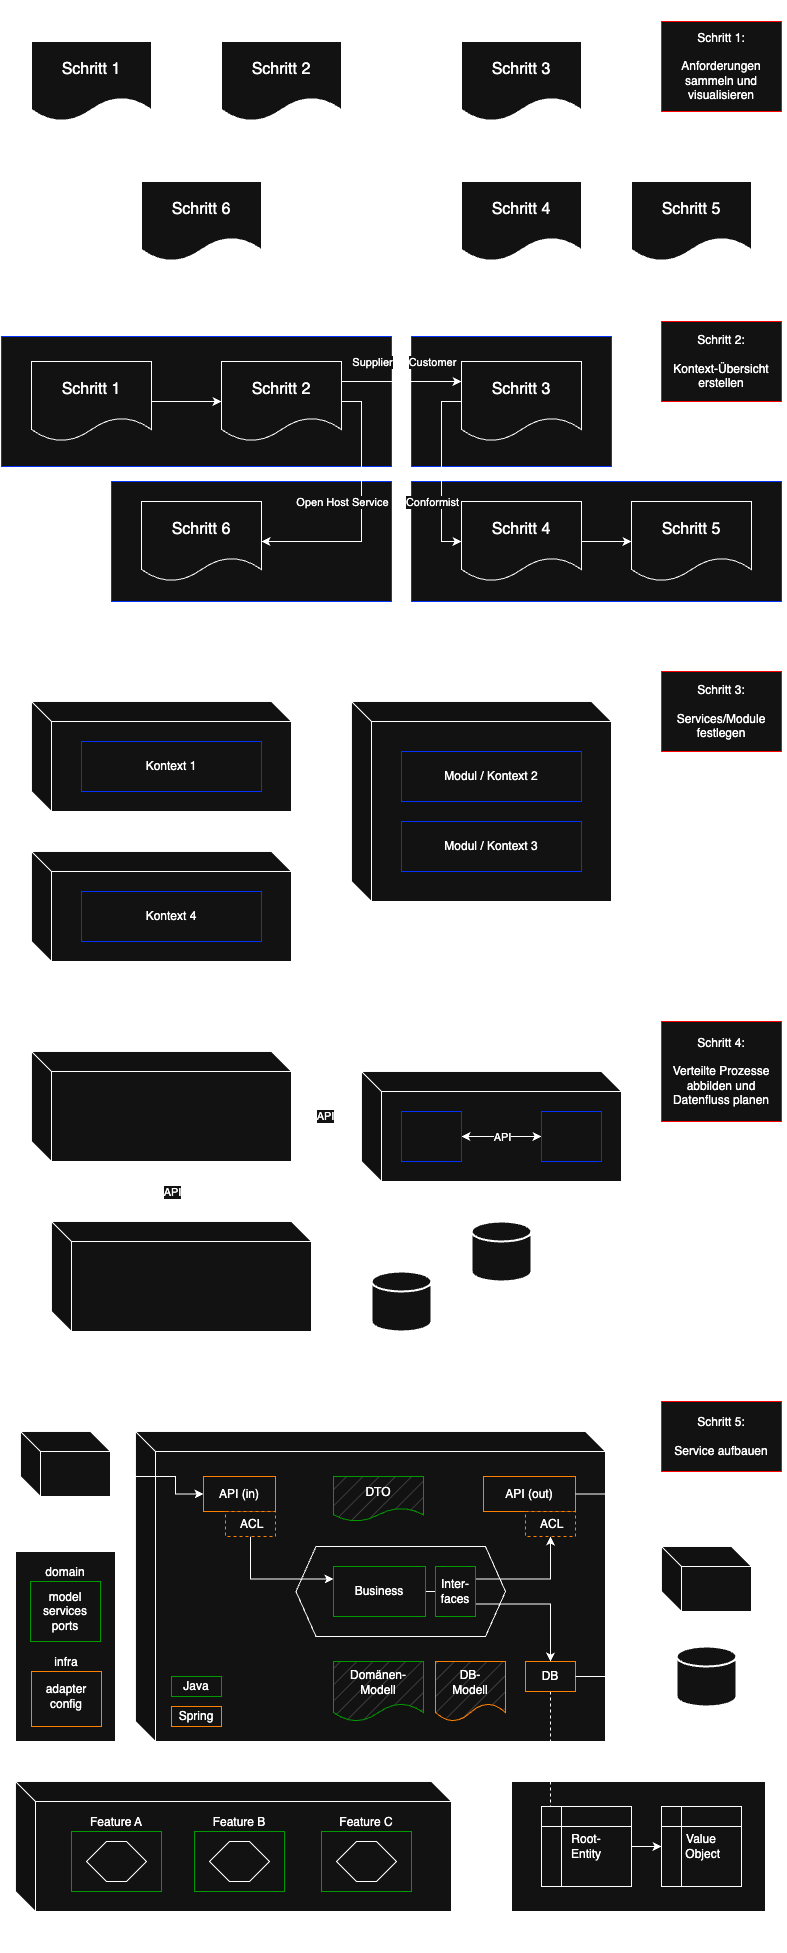 Schritt 1:
Anforderungen
sammeln und
visualisieren
Schritt 1
Schritt 2
Schritt 3
Schritt 6
Schritt 4
Schritt 5
Schritt 2:
Kontext-Übersicht
erstellen
Supplier
Customer
Schritt 1
Schritt 2
Schritt 3
Open Host Service
Conformist
Schritt 6
Schritt 4
Schritt 5
Schritt 3:
Services/Module
festlegen
Kontext 1
Modul / Kontext 2
Modul / Kontext 3
Kontext 4
Schritt 4:
Verteilte Prozesse
abbilden und
Datenfluss planen
API
API
API
Schritt 5:
Service aufbauen
API (in)
ACL
DTO
API (out)
ACL
Business
Inter-
faces
domain
model
services
ports
infra
adapter
config
Java
Spring
Domänen-
Modell
DB-
Modell
DB
Feature A
Feature B
Feature C
Root-
Entity
Value
Object